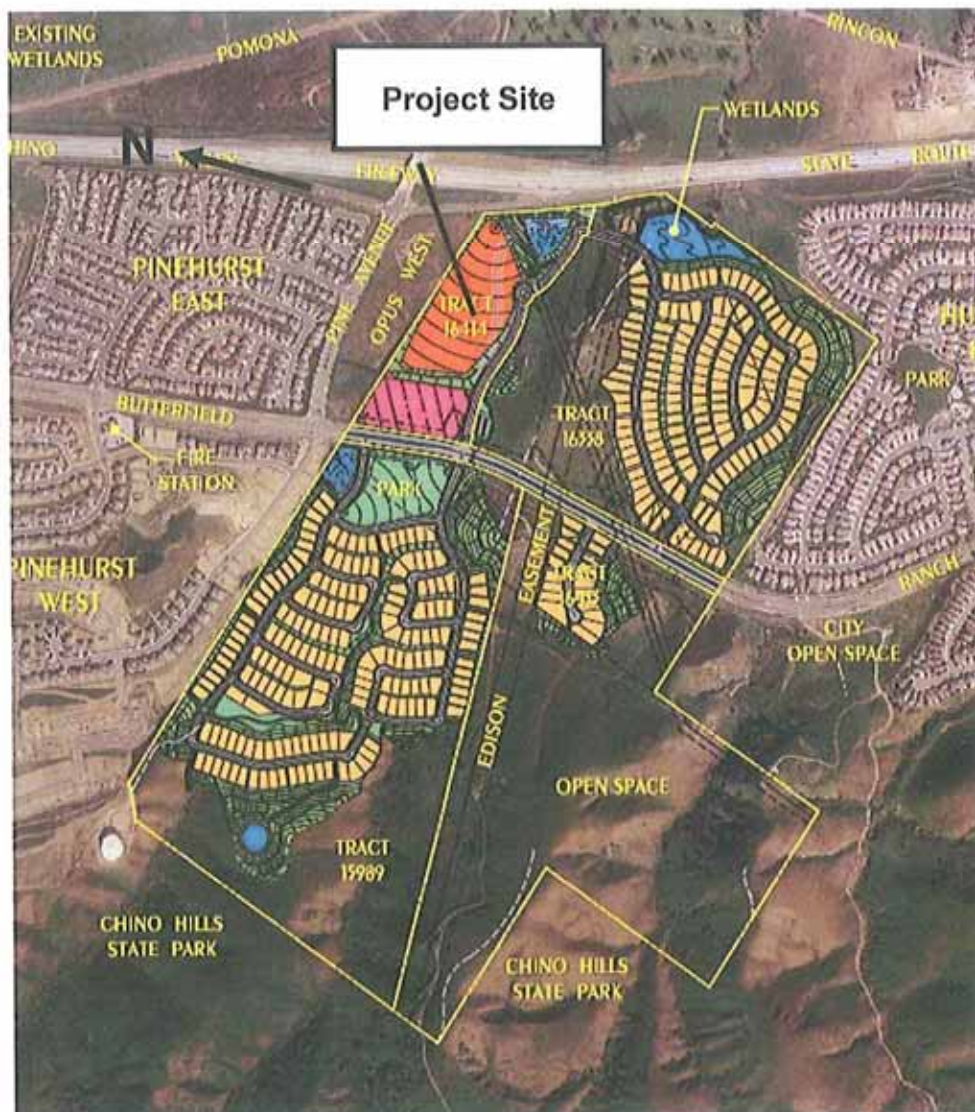 EXISTING
WETLANDS
POMONA
RINCON
Project Site
WETLANDS
N
FREEWAY
STATE ROUTE
PINEHURST
EAST
PINE AVENUE
OPUS WEST
TRACT
16414
BUTTERFIELD
FIRE
STATION
PARK
TRACT
16338
PARK
PINEHURST
WEST
EASEMENT
TRACT
RANCH
CITY
OPEN SPACE
EDISON
OPEN SPACE
TRACT
15989
CHINO HILLS
STATE PARK
CHINO HILLS
STATE PARK